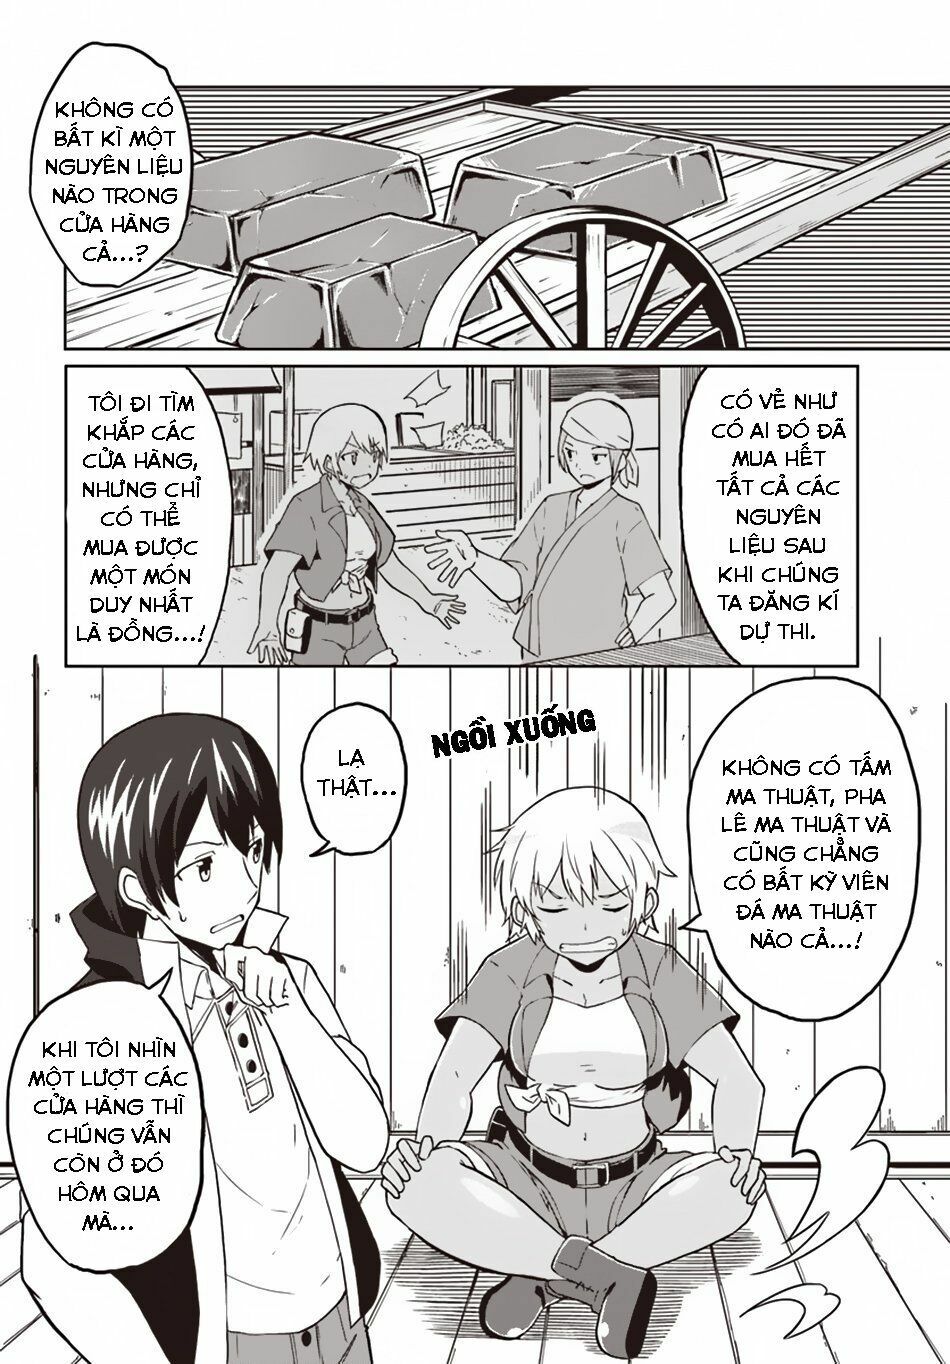 KHÔNG CÓ
BẤT KÌ MỘT
NGUYÊN LIỆU
NÀO TRONG
CỬA HÀNG
CẢ...?
CÓ VẺ NHƯ
CÓ AI ĐÓ ĐÃ
MUA HẾT
TẤT CẢ CÁC
NGUYÊN
LIỆU SAU
KHI CHÚNG
TA ĐĂNG KÍ
DỰ THI.
TÔI ĐI TÌM
KHẮP CÁC
CỬA HÀNG,
NHƯNG CHỈ
CÓ THỂ
MUA ĐƯỢC
MỘT MÓN
DUY NHẤT
LÀ ĐỒNG...!
KHÔNG CÓ TẤM
MA THUẬT, PHA
LÊ MA THUẬT VÀ
CŨNG CHẲNG
CÓ BẤT KỲ VIÊN
ĐÁ MA THUẬT
NÀO CẢ...!
NGỒI XUỐNG
LẠ
THẬT...
KHI TÔI NHÌN
MỘT LƯỢT CÁC
CỬA HÀNG THÌ
CHÚNG VẪN
CÒN Ở ĐÓ
HÔM QUA
MÀ...